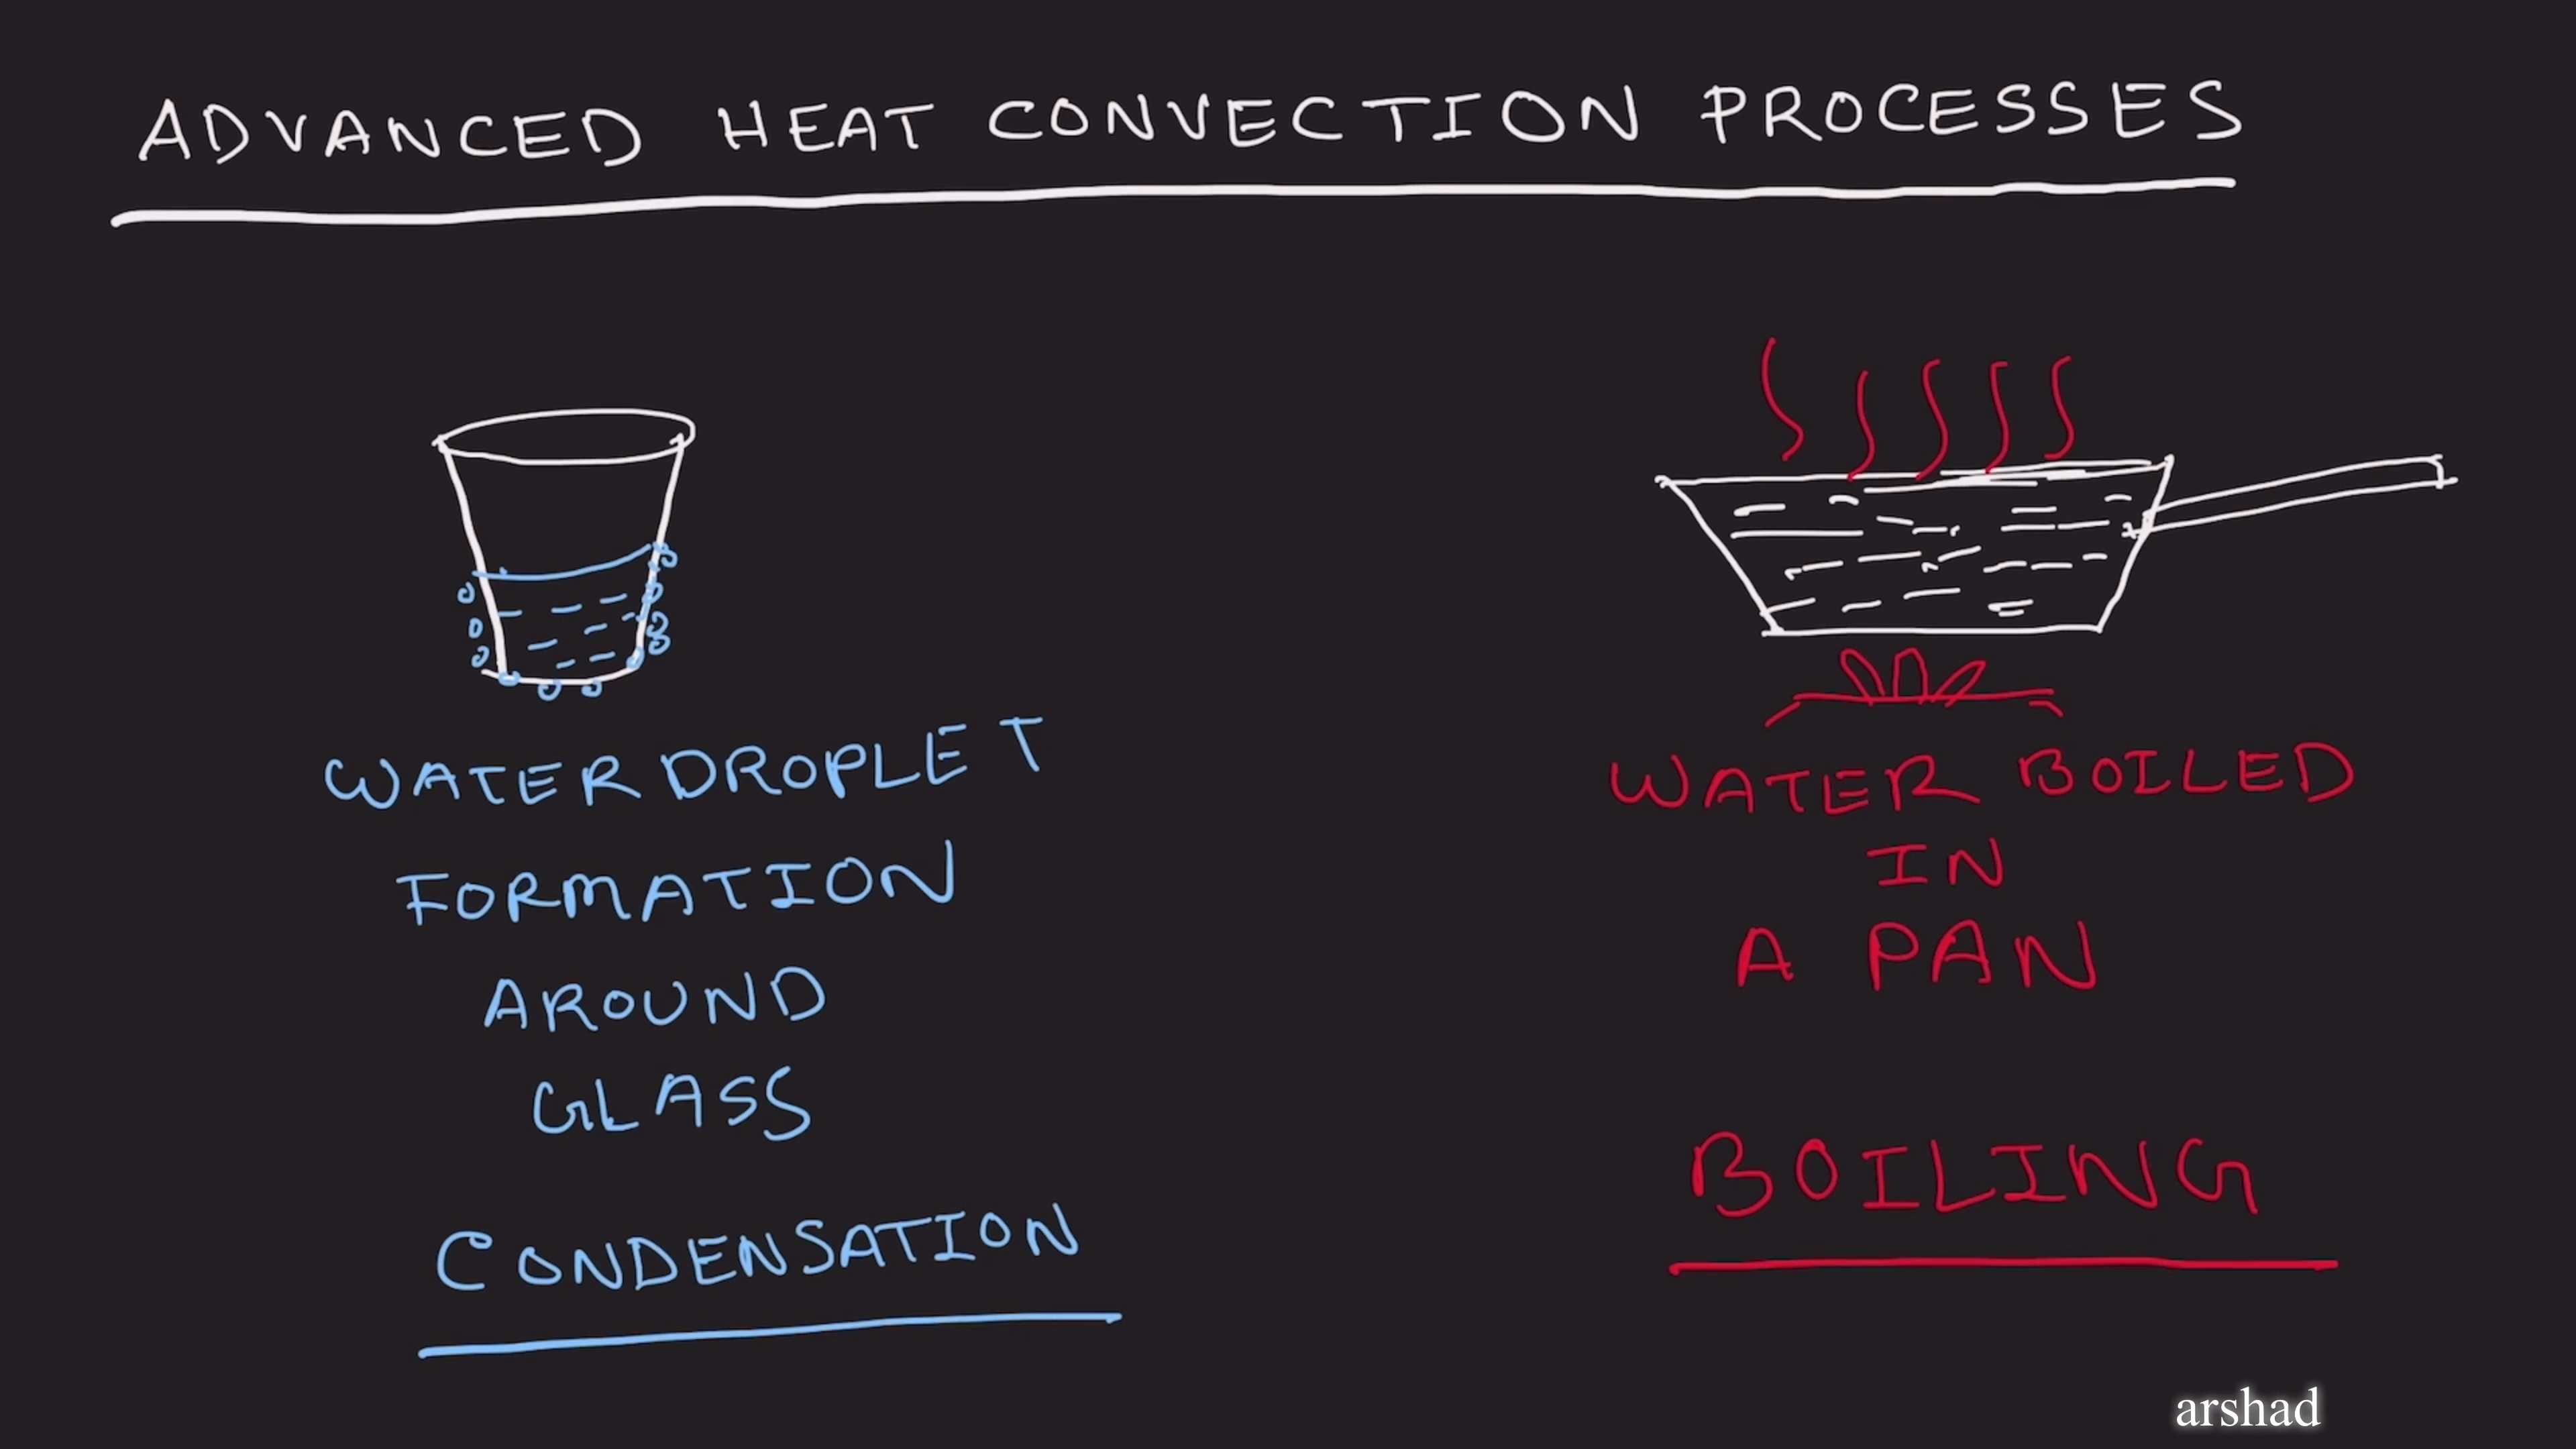 ADVANCED HEAT CONVECTION PROCESSES
WATER DROPLET
FORMATION
AROUND
GLASS
CONDENSATION
WATER BOILED
IN
A PAN
BOILING
arshad